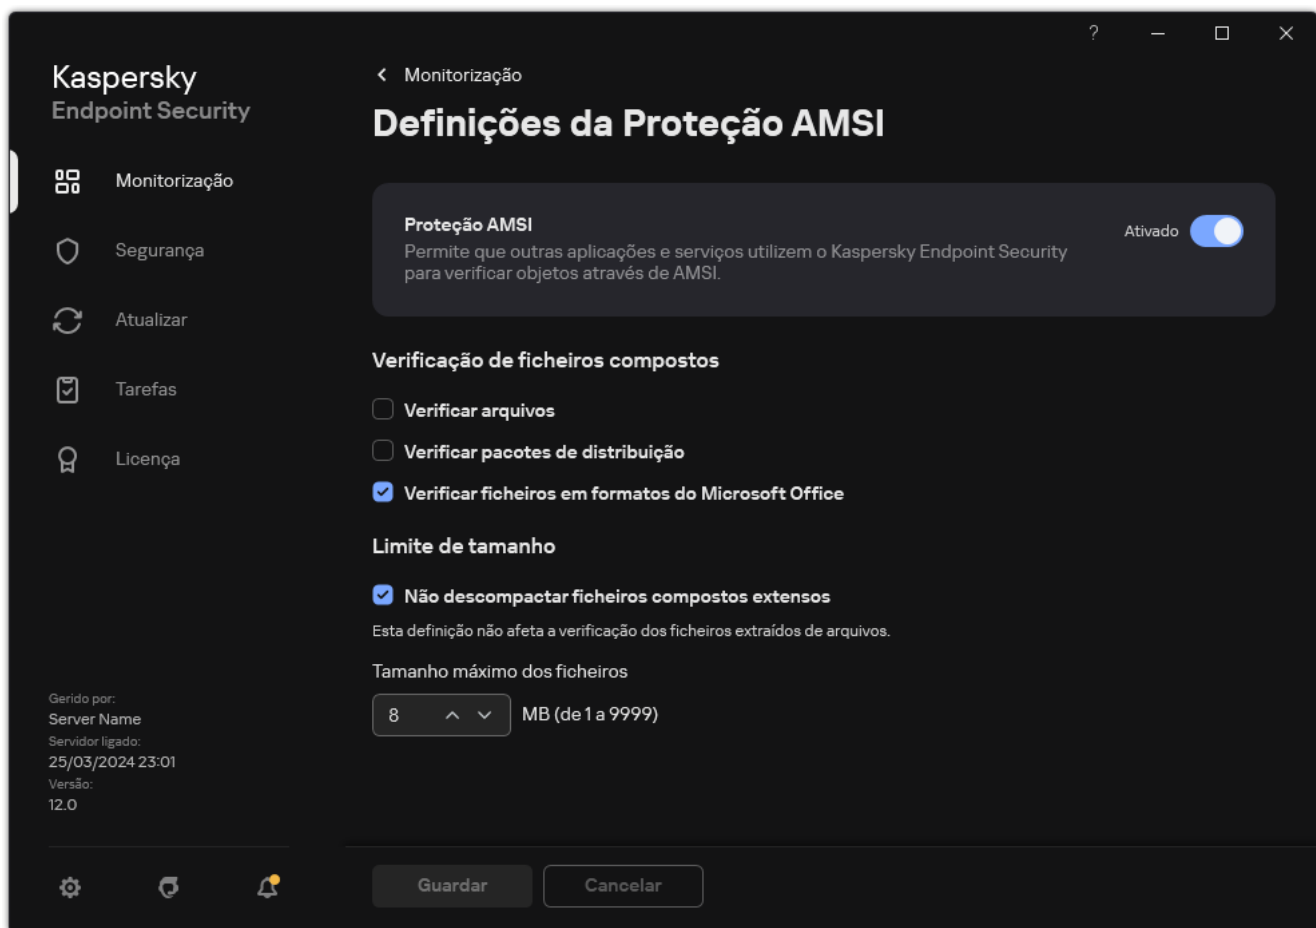 ?
Kaspersky
Endpoint Security
Monitorização
Segurança
Atualizar
Tarefas
Licença
Gerido por:
Server Name
Servidor ligado:
25/03/2024 23:01
Versão:
12.0
Monitorização
Definições da Proteção AMSI
Proteção AMSI
Permite que outras aplicações e serviços utilizem o Kaspersky Endpoint Security
para verificar objetos através de AMSI.
Ativado
Verificação de ficheiros compostos
Verificar arquivos
Verificar pacotes de distribuição
Verificar ficheiros em formatos do Microsoft Office
Limite de tamanho
Não descompactar ficheiros compostos extensos
Esta definição não afeta a verificação dos ficheiros extraídos de arquivos.
Tamanho máximo dos ficheiros
8 MB (de 1 a 9999)
Guardar
Cancelar